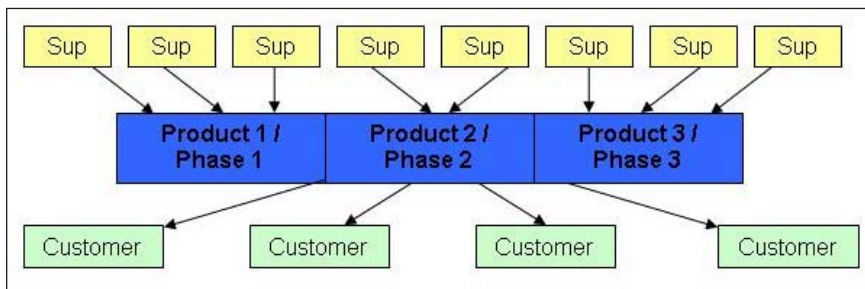 Sup Sup Sup Sup Sup Sup Sup Sup
Product 1 / Product 2 / Product 3 /
Phase 1 Phase 2 Phase 3
Customer Customer Customer Customer